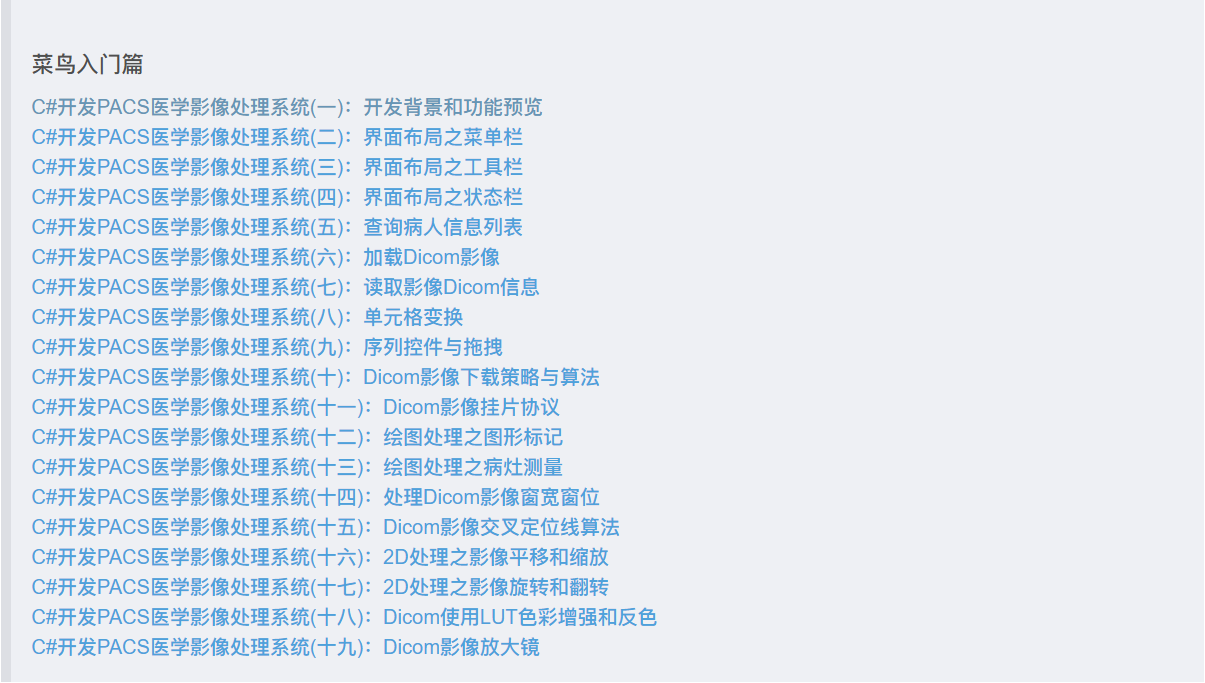 菜鸟入门篇
C#开发PACS医学影像处理系统(一)：开发背景和功能预览
C#开发PACS医学影像处理系统(二)：界面布局之菜单栏
C#开发PACS医学影像处理系统(三)：界面布局之工具栏
C#开发PACS医学影像处理系统(四)：界面布局之状态栏
C#开发PACS医学影像处理系统(五)：查询病人信息列表
C#开发PACS医学影像处理系统(六)：加载Dicom影像
C#开发PACS医学影像处理系统(七)：读取影像Dicom信息
C#开发PACS医学影像处理系统(八)：单元格变换
C#开发PACS医学影像处理系统(九)：序列控件与拖拽
C#开发PACS医学影像处理系统(十)：Dicom影像下载策略与算法
C#开发PACS医学影像处理系统(十一)：Dicom影像挂片协议
C#开发PACS医学影像处理系统(十二)：绘图处理之图形标记
C#开发PACS医学影像处理系统(十三)：绘图处理之病灶测量
C#开发PACS医学影像处理系统(十四)：处理Dicom影像窗宽窗位
C#开发PACS医学影像处理系统(十五)：Dicom影像交叉定位线算法
C#开发PACS医学影像处理系统(十六)：2D处理之影像平移和缩放
C#开发PACS医学影像处理系统(十七)：2D处理之影像旋转和翻转
C#开发PACS医学影像处理系统(十八)：Dicom使用LUT色彩增强和反色
C#开发PACS医学影像处理系统(十九)：Dicom影像放大镜